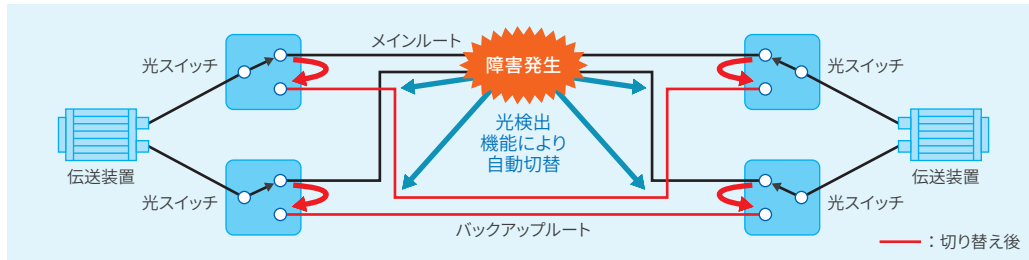 メインルート
障害発生
光スイッチ
光スイッチ
光検出
機能により
自動切替
伝送装置
伝送装置
光スイッチ
光スイッチ
バックアップルート
：切り替え後